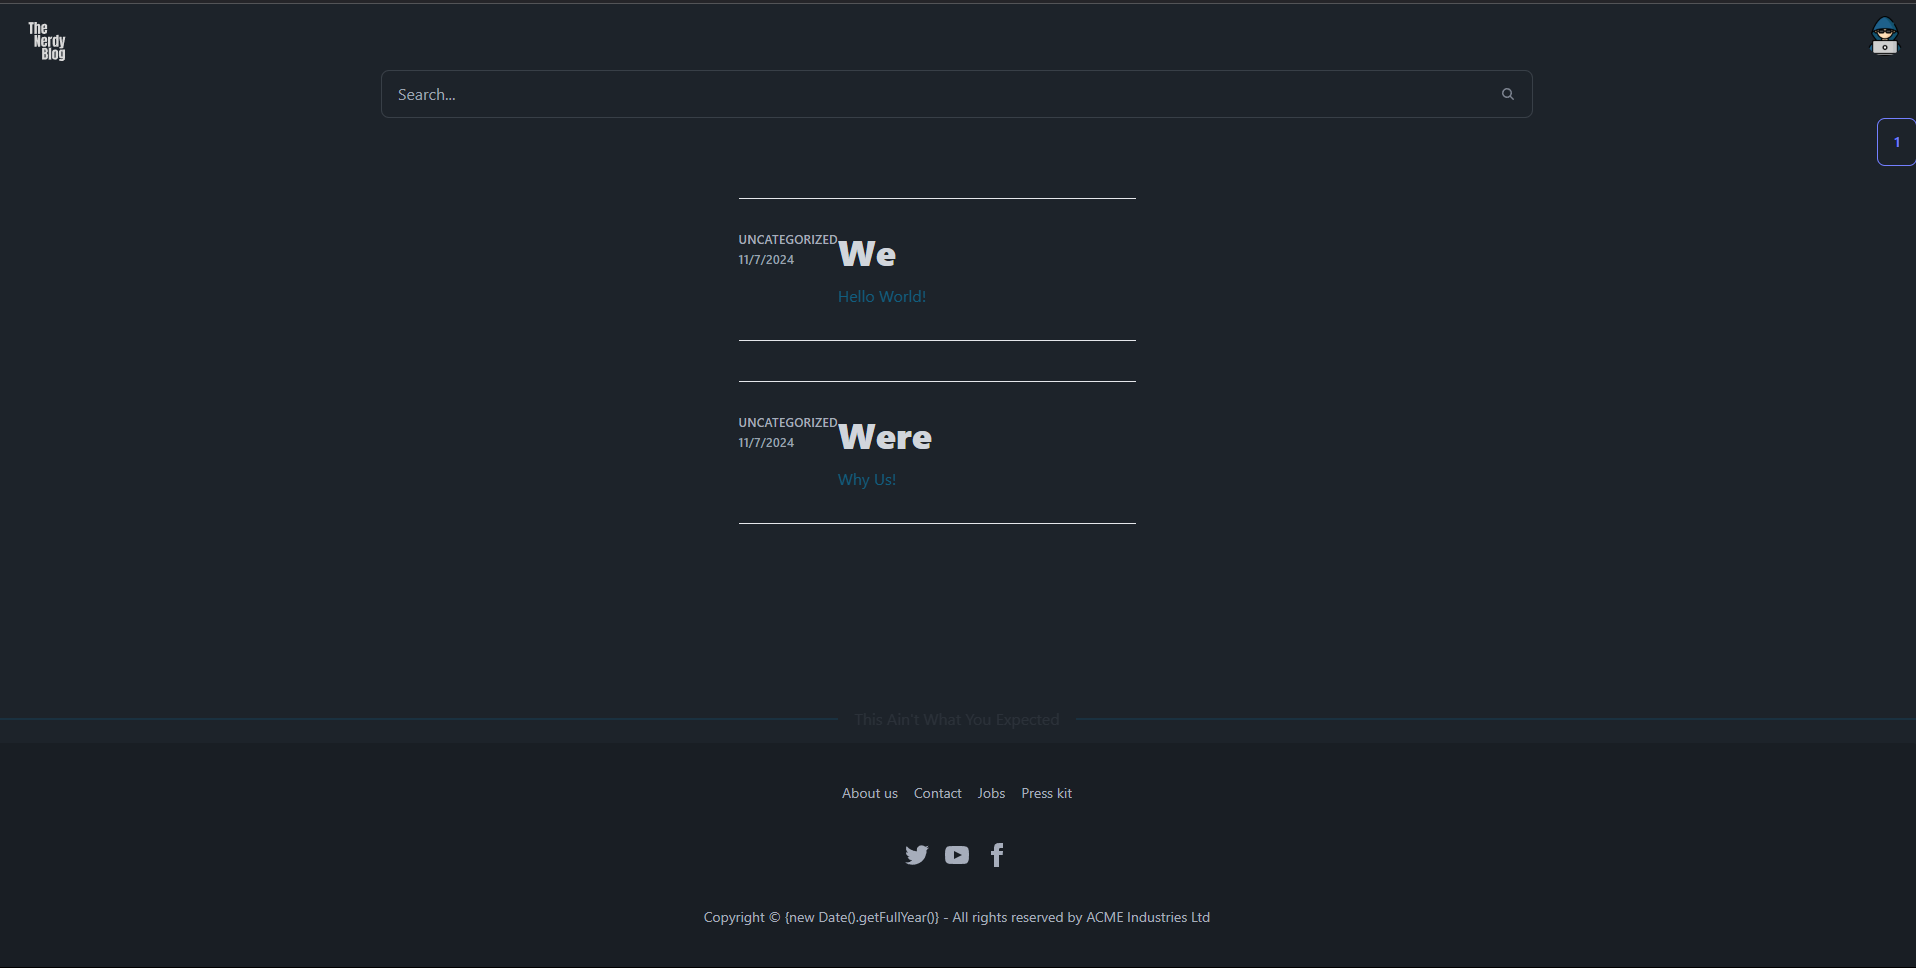 The
Nerdy
Blog
Search...
1
UNCATEGORIZED
11/7/2024
We
Hello World!
UNCATEGORIZED
11/7/2024
Were
Why Us!
This Ain't What You Expected
About us Contact Jobs Press kit
Copyright © {new Date().getFullYear()} - All rights reserved by ACME Industries Ltd